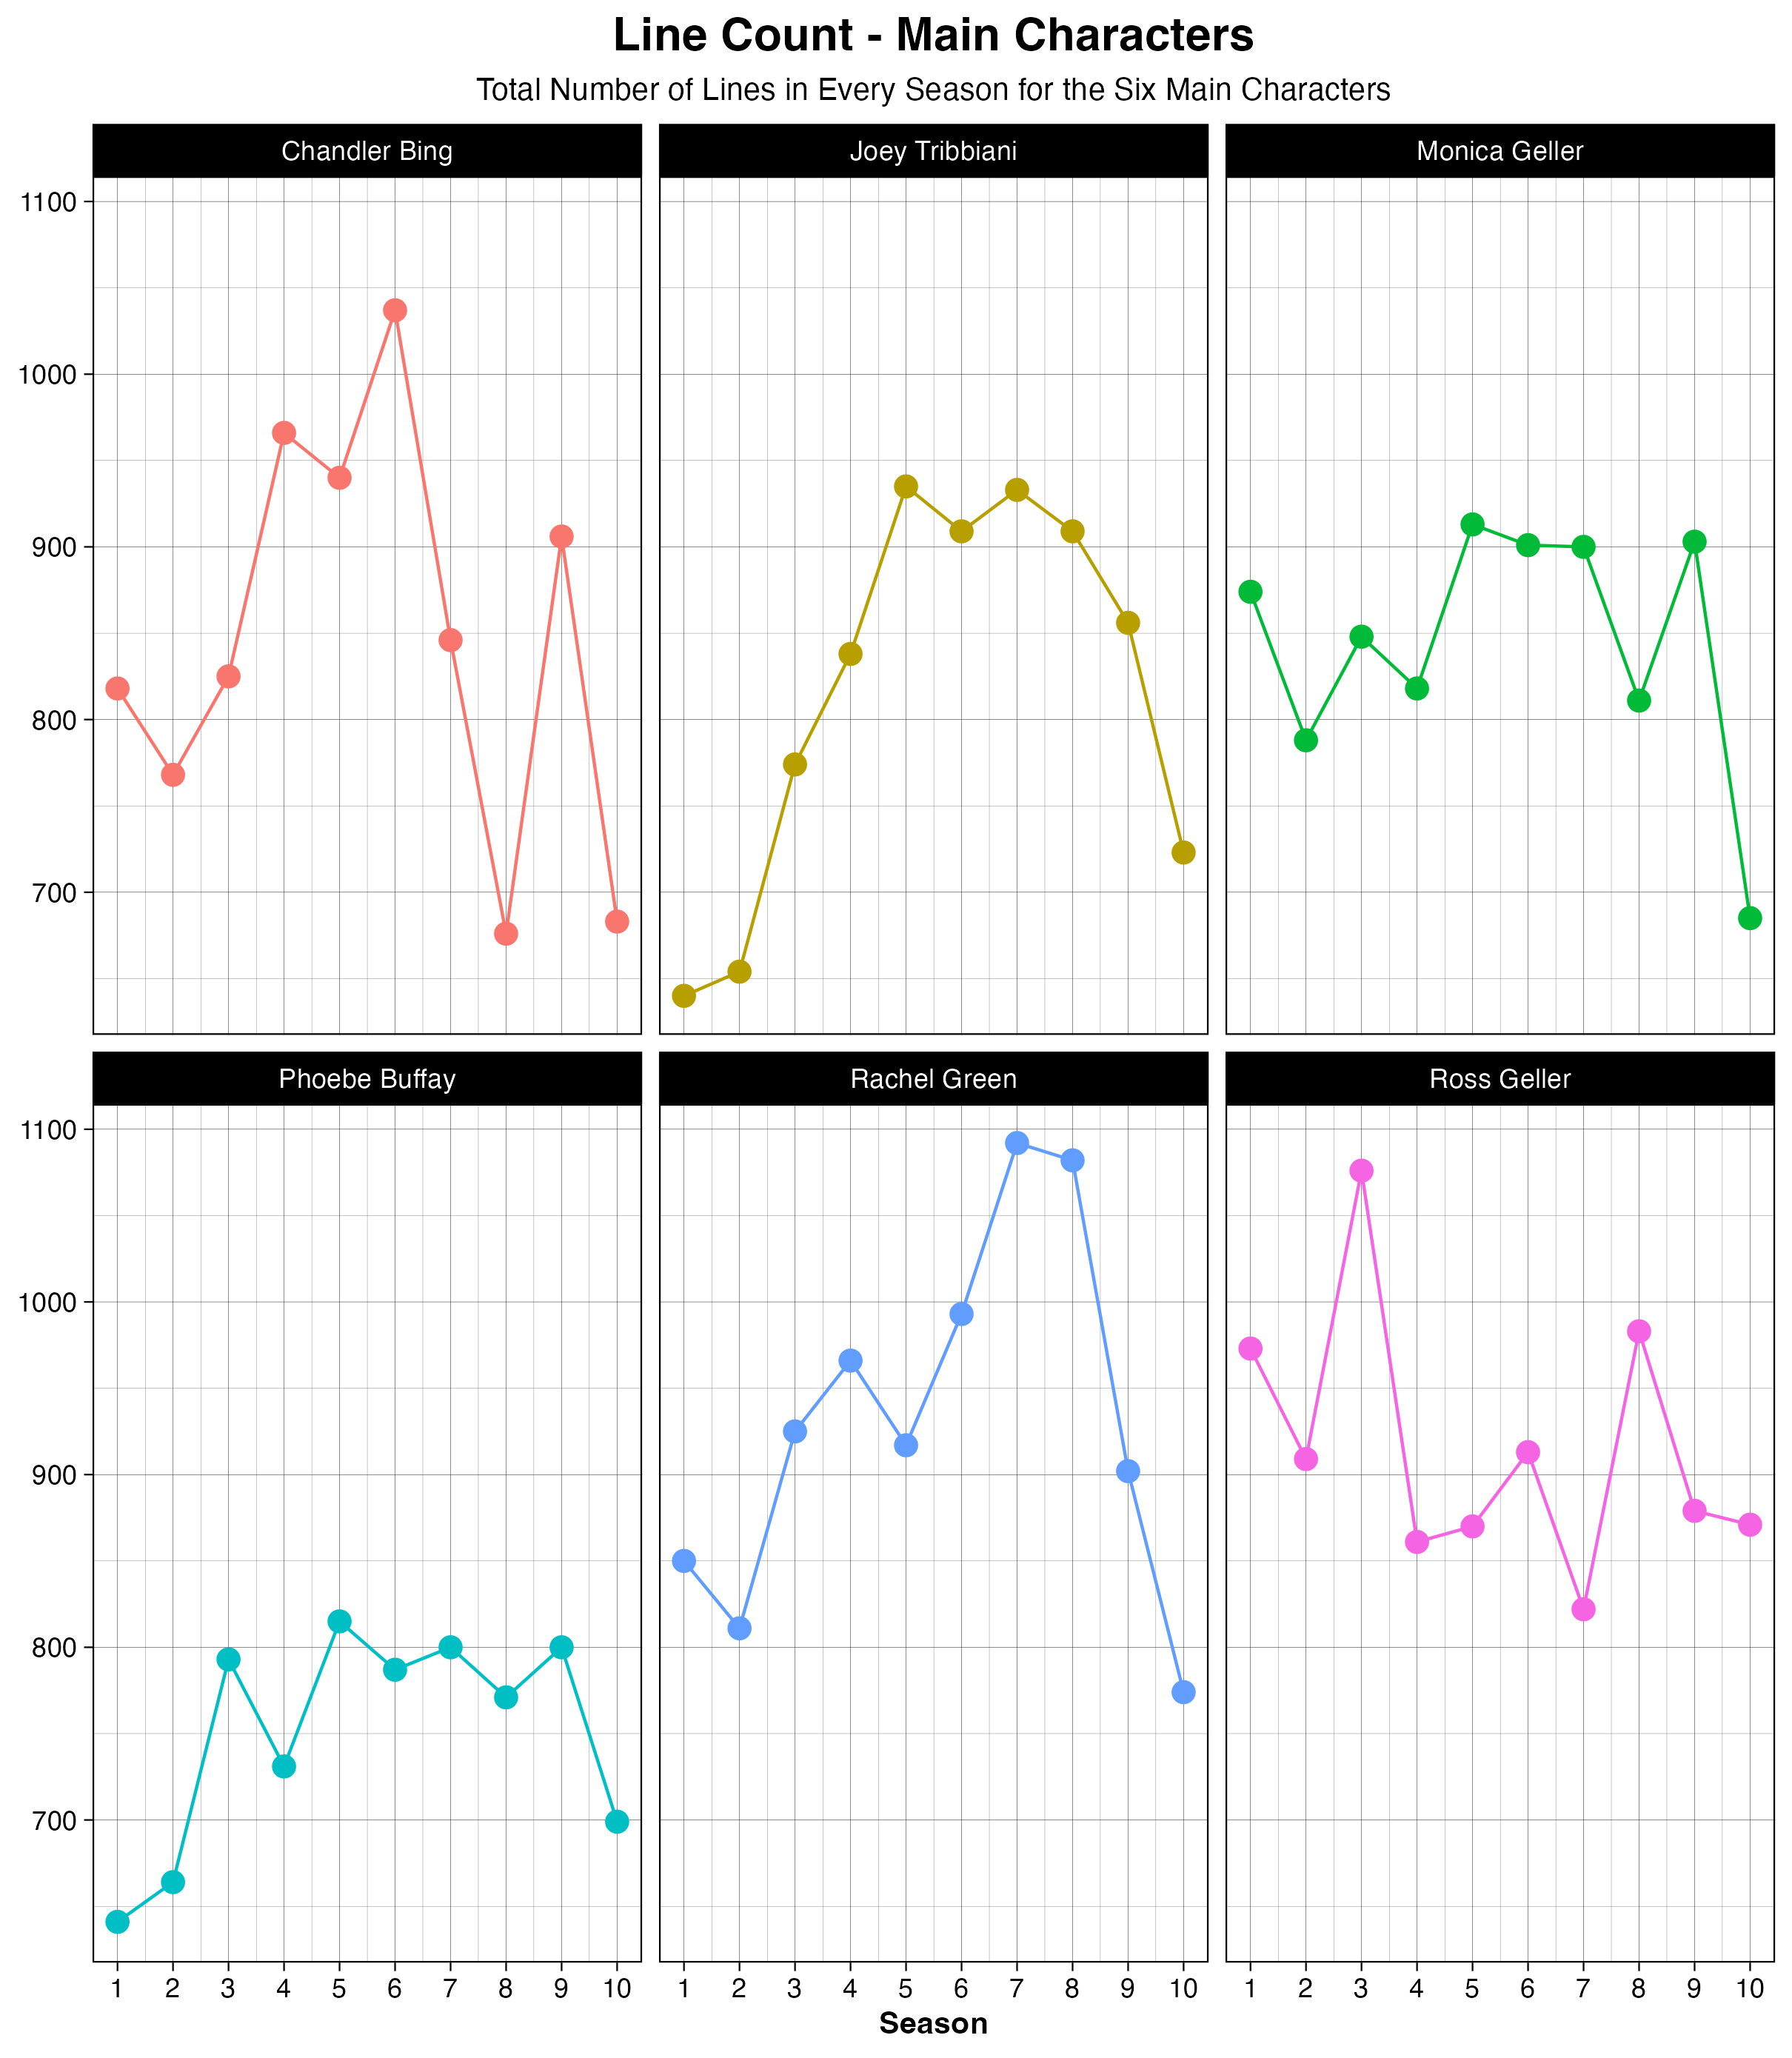 Line Count - Main Characters
Total Number of Lines in Every Season for the Six Main Characters
Chandler Bing
Joey Tribbiani
Monica Geller
1100
1000
900
800
700
Phoebe Buffay
Rachel Green
Ross Geller
1100
1000
900
800
700
1 2 3 4 5 6 7 8 9 10
1 2 3 4 5 6 7 8 9 10
1 2 3 4 5 6 7 8 9 10
Season